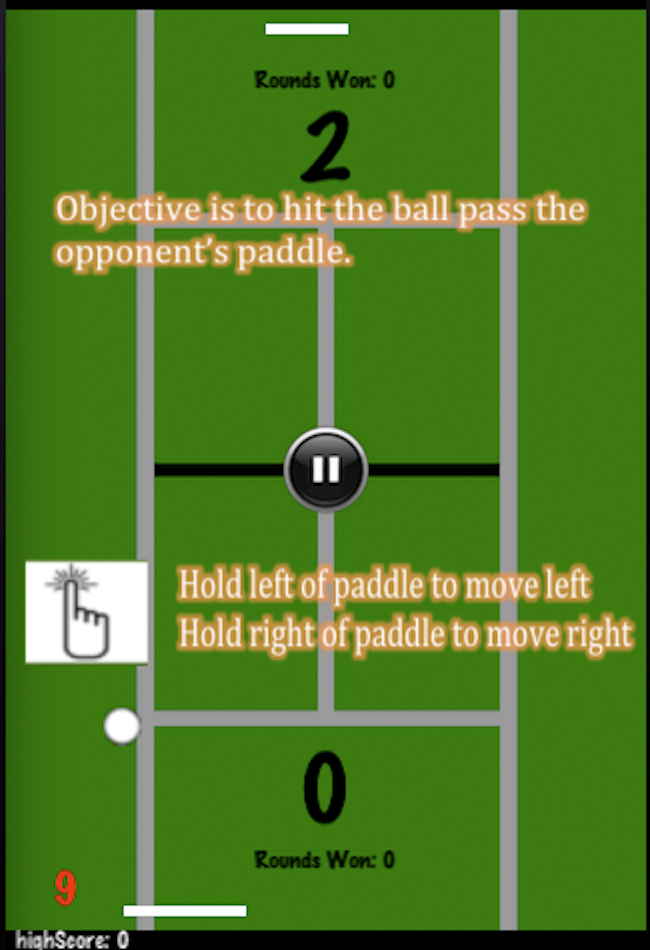 Rounds Won: 0
2
Objective is to hit the ball pass the
opponent's paddle.
Hold left of paddle to move left
Hold right of paddle to move right
0
Rounds Won: 0
9
highScore: 0